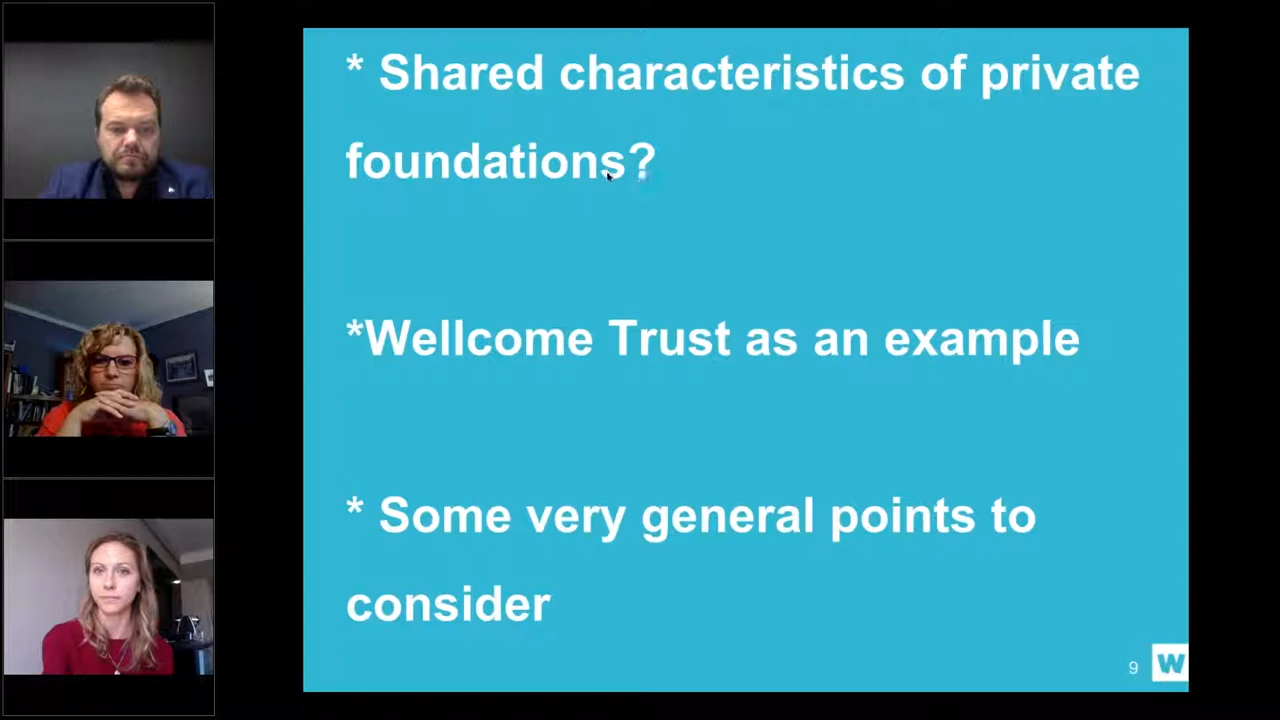 * Shared characteristics of private
foundations?
*Wellcome Trust as an example
* Some very general points to
consider
9
W